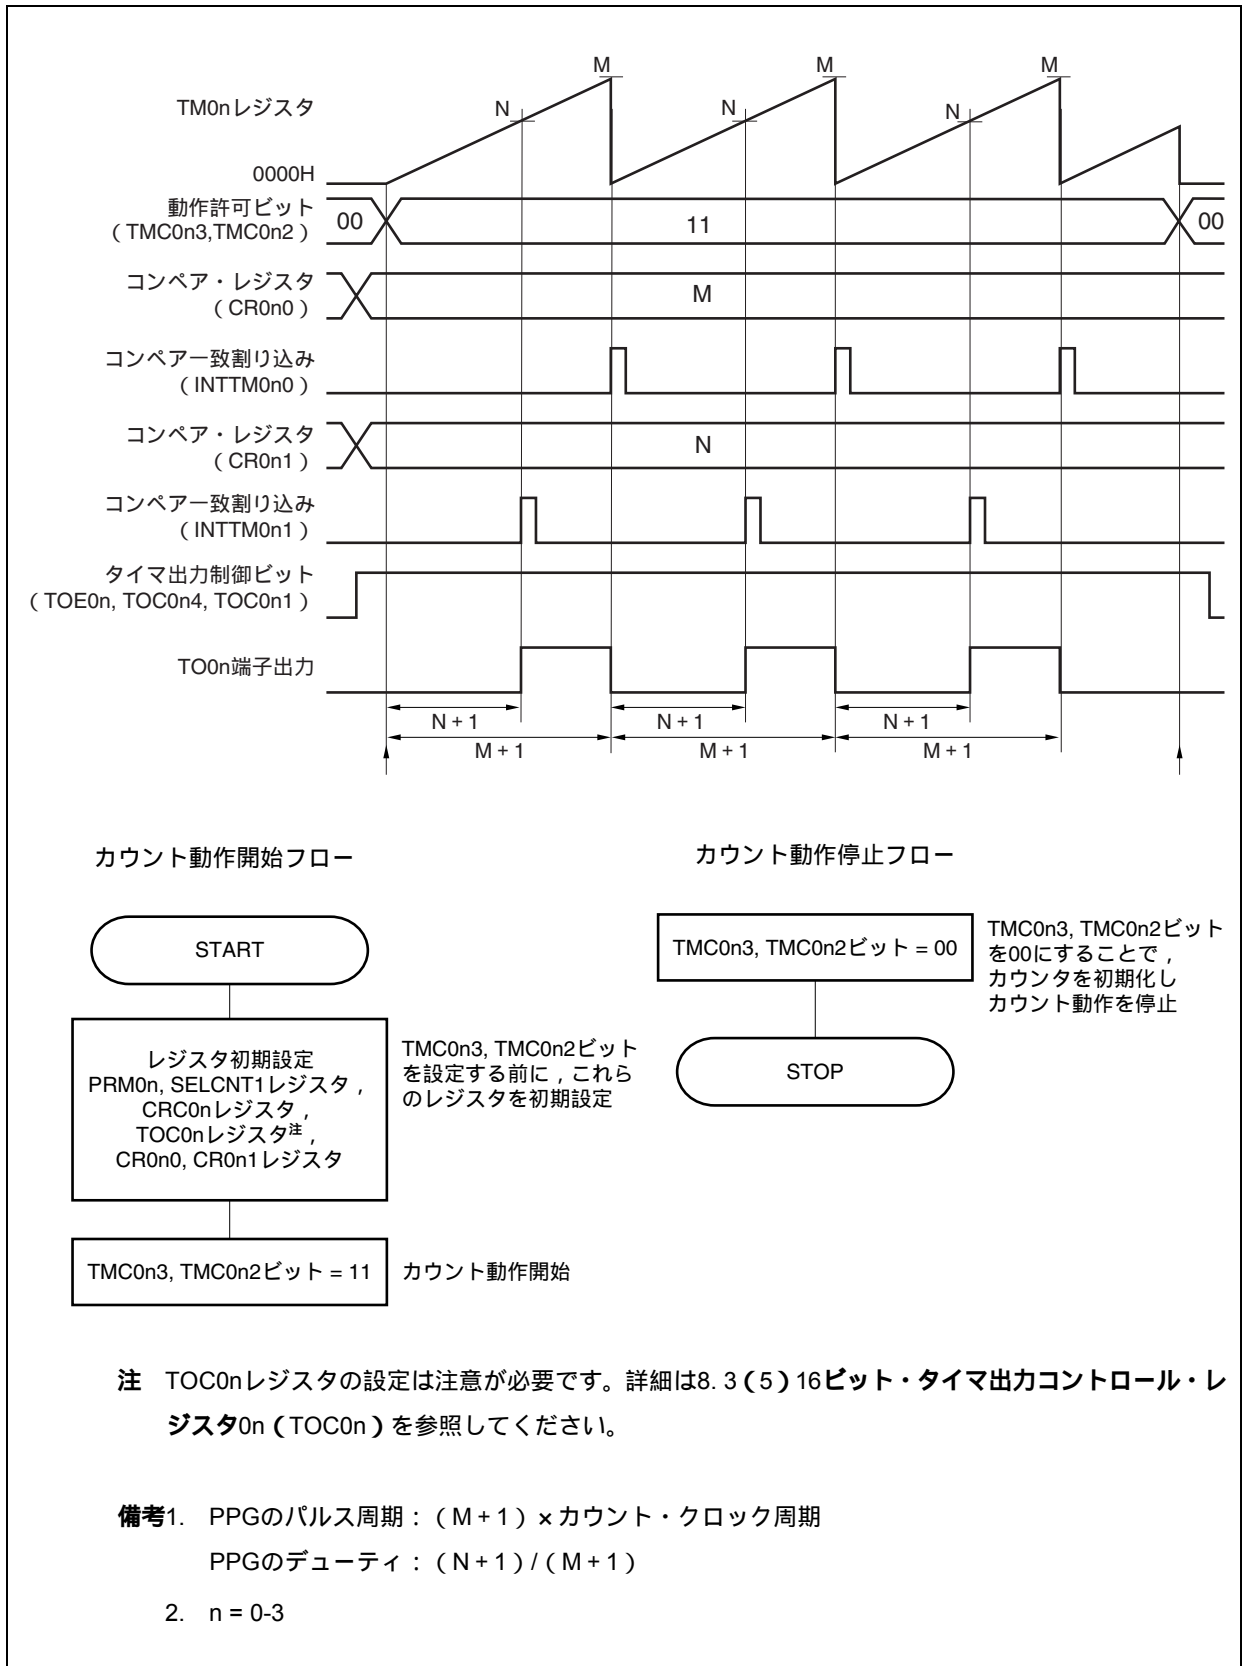 M M M
TM0nレジスタ N N N
0000H
動作許可ビット
(TMC0n3,TMC0n2) 00 11 00
コンペア・レジスタ
(CR0n0) M
コンペア一致割り込み
(INTTM0n0)
コンペア・レジスタ
(CR0n1) N
コンペア一致割り込み
(INTTM0n1)
タイマ出力制御ビット
(TOE0n, TOC0n4, TOC0n1)
TO0n端子出力
N + 1 N + 1 N + 1
M + 1 M + 1 M + 1
カウント動作開始フロー
START
レジスタ初期設定
PRM0n, SELCNT1レジスタ,
CRC0nレジスタ,
TOC0nレジスタ注,
CR0n0, CR0n1レジスタ
TMC0n3, TMC0n2ビット
を設定する前に,これら
のレジスタを初期設定
TMC0n3, TMC0n2ビット = 11
カウント動作開始
カウント動作停止フロー
TMC0n3, TMC0n2ビット = 00
TMC0n3, TMC0n2ビット
を00にすることで,
カウンタを初期化し
カウント動作を停止
STOP
注 TOC0nレジスタの設定は注意が必要です。詳細は8. 3(5)16ビット・タイマ出力コントロール・レ
ジスタ0n(TOC0n)を参照してください。
備考1. PPGのパルス周期:(M + 1)×カウント・クロック周期
PPGのデューティ:(N + 1)/(M + 1)
2. n = 0-3